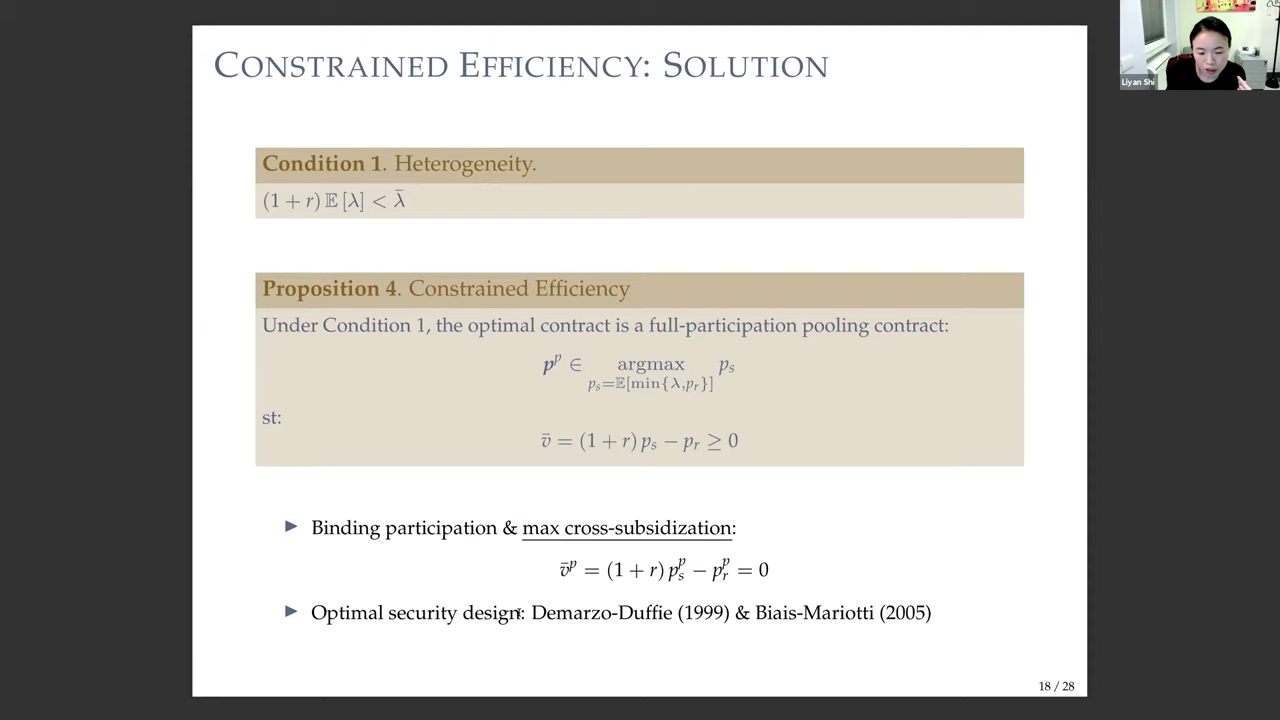 CONSTRAINED EFFICIENCY: SOLUTION
Liyan Shi
Condition 1. Heterogeneity.
(1 + r) 𝔼 [λ] < λ̄
Proposition 4. Constrained Efficiency
Under Condition 1, the optimal contract is a full-participation pooling contract:
p^p ∈ argmax p_s
p_s=𝔼[min{λ,p_r}]
st:
v̄ = (1 + r) p_s − p_r ≥ 0
▶ Binding participation & max cross-subsidization:
v̄^p = (1 + r) p_s^p − p_r^p = 0
▶ Optimal security design: Demarzo-Duffie (1999) & Biais-Mariotti (2005)
18 / 28